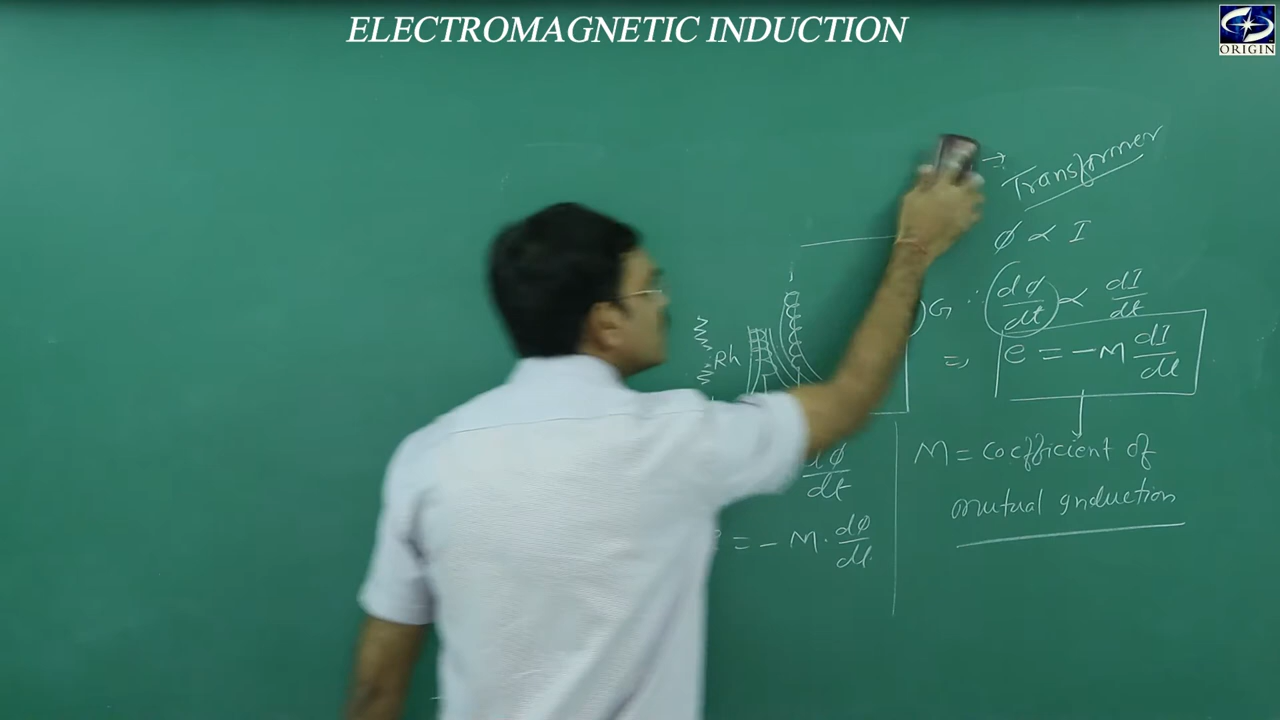 ELECTROMAGNETIC INDUCTION
ORIGIN
→ Transformer
φ ∝ I
G ∴ (dφ/dt) ∝ dI/dt
Rh
⇒ e = -M dI/dt
M = coefficient of
mutual induction
dφ/dt
= - M . dφ/dt